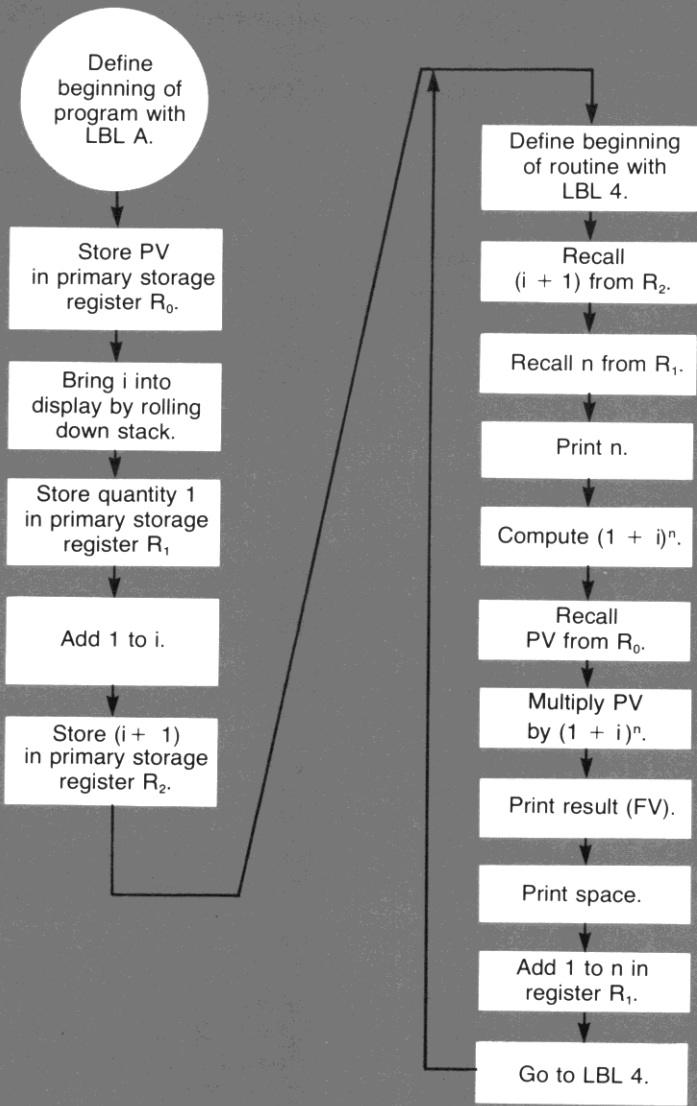 Define
beginning of
program with
LBL A.
Store PV
in primary storage
register R₀.
Bring i into
display by rolling
down stack.
Store quantity 1
in primary storage
register R₁
Add 1 to i.
Store (i + 1)
in primary storage
register R₂.
Define beginning
of routine with
LBL 4.
Recall
(i + 1) from R₂.
Recall n from R₁.
Print n.
Compute (1 + i)ⁿ.
Recall
PV from R₀.
Multiply PV
by (1 + i)ⁿ.
Print result (FV).
Print space.
Add 1 to n in
register R₁.
Go to LBL 4.